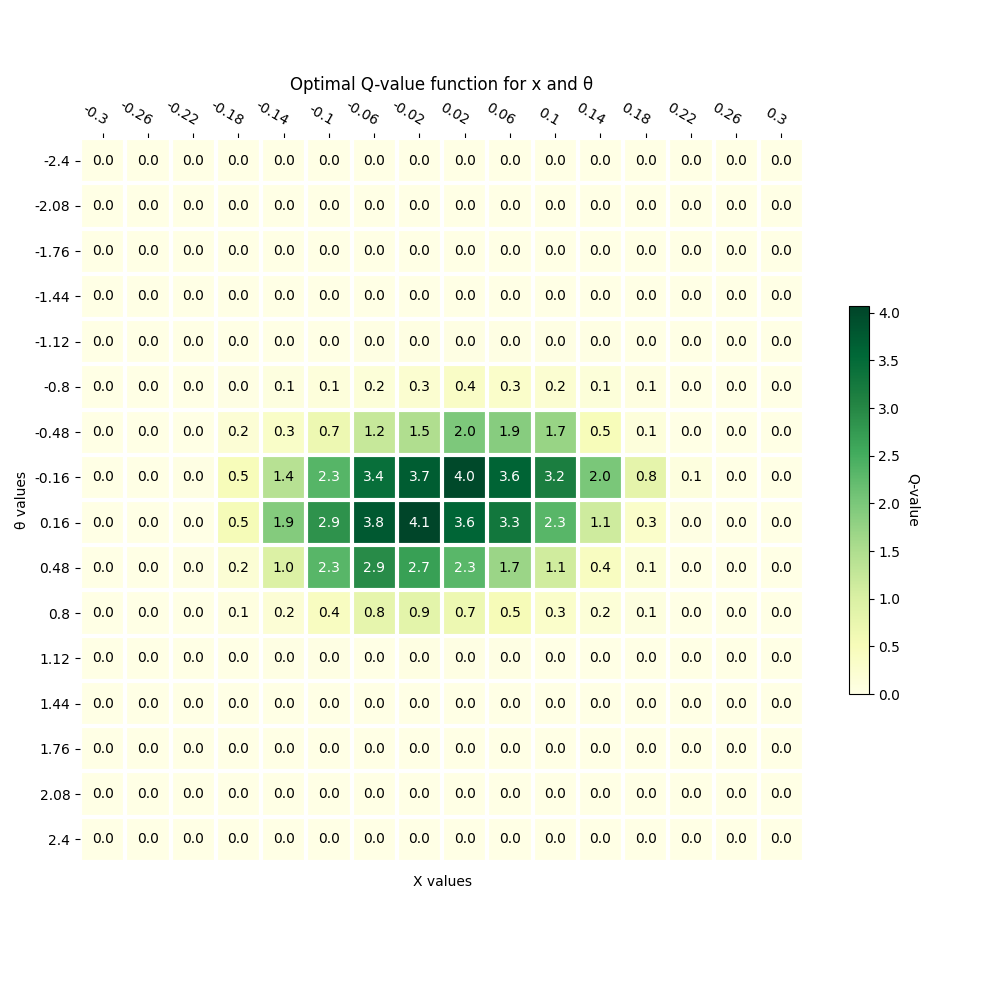 Optimal Q-value function for x and θ
-0.3 -0.26 -0.22 -0.18 -0.14 -0.1 -0.06 -0.02 0.02 0.06 0.1 0.14 0.18 0.22 0.26 0.3
-2.4 0.0 0.0 0.0 0.0 0.0 0.0 0.0 0.0 0.0 0.0 0.0 0.0 0.0 0.0 0.0 0.0
-2.08 0.0 0.0 0.0 0.0 0.0 0.0 0.0 0.0 0.0 0.0 0.0 0.0 0.0 0.0 0.0 0.0
-1.76 0.0 0.0 0.0 0.0 0.0 0.0 0.0 0.0 0.0 0.0 0.0 0.0 0.0 0.0 0.0 0.0
-1.44 0.0 0.0 0.0 0.0 0.0 0.0 0.0 0.0 0.0 0.0 0.0 0.0 0.0 0.0 0.0 0.0
-1.12 0.0 0.0 0.0 0.0 0.0 0.0 0.0 0.0 0.0 0.0 0.0 0.0 0.0 0.0 0.0 0.0
-0.8 0.0 0.0 0.0 0.0 0.1 0.1 0.2 0.3 0.4 0.3 0.2 0.1 0.1 0.0 0.0 0.0
-0.48 0.0 0.0 0.0 0.2 0.3 0.7 1.2 1.5 2.0 1.9 1.7 0.5 0.1 0.0 0.0 0.0
-0.16 0.0 0.0 0.0 0.5 1.4 2.3 3.4 3.7 4.0 3.6 3.2 2.0 0.8 0.1 0.0 0.0
0.16 0.0 0.0 0.0 0.5 1.9 2.9 3.8 4.1 3.6 3.3 2.3 1.1 0.3 0.0 0.0 0.0
0.48 0.0 0.0 0.0 0.2 1.0 2.3 2.9 2.7 2.3 1.7 1.1 0.4 0.1 0.0 0.0 0.0
0.8 0.0 0.0 0.0 0.1 0.2 0.4 0.8 0.9 0.7 0.5 0.3 0.2 0.1 0.0 0.0 0.0
1.12 0.0 0.0 0.0 0.0 0.0 0.0 0.0 0.0 0.0 0.0 0.0 0.0 0.0 0.0 0.0 0.0
1.44 0.0 0.0 0.0 0.0 0.0 0.0 0.0 0.0 0.0 0.0 0.0 0.0 0.0 0.0 0.0 0.0
1.76 0.0 0.0 0.0 0.0 0.0 0.0 0.0 0.0 0.0 0.0 0.0 0.0 0.0 0.0 0.0 0.0
2.08 0.0 0.0 0.0 0.0 0.0 0.0 0.0 0.0 0.0 0.0 0.0 0.0 0.0 0.0 0.0 0.0
2.4 0.0 0.0 0.0 0.0 0.0 0.0 0.0 0.0 0.0 0.0 0.0 0.0 0.0 0.0 0.0 0.0
θ values
X values
4.0
3.5
3.0
2.5
2.0
1.5
1.0
0.5
0.0
Q-value